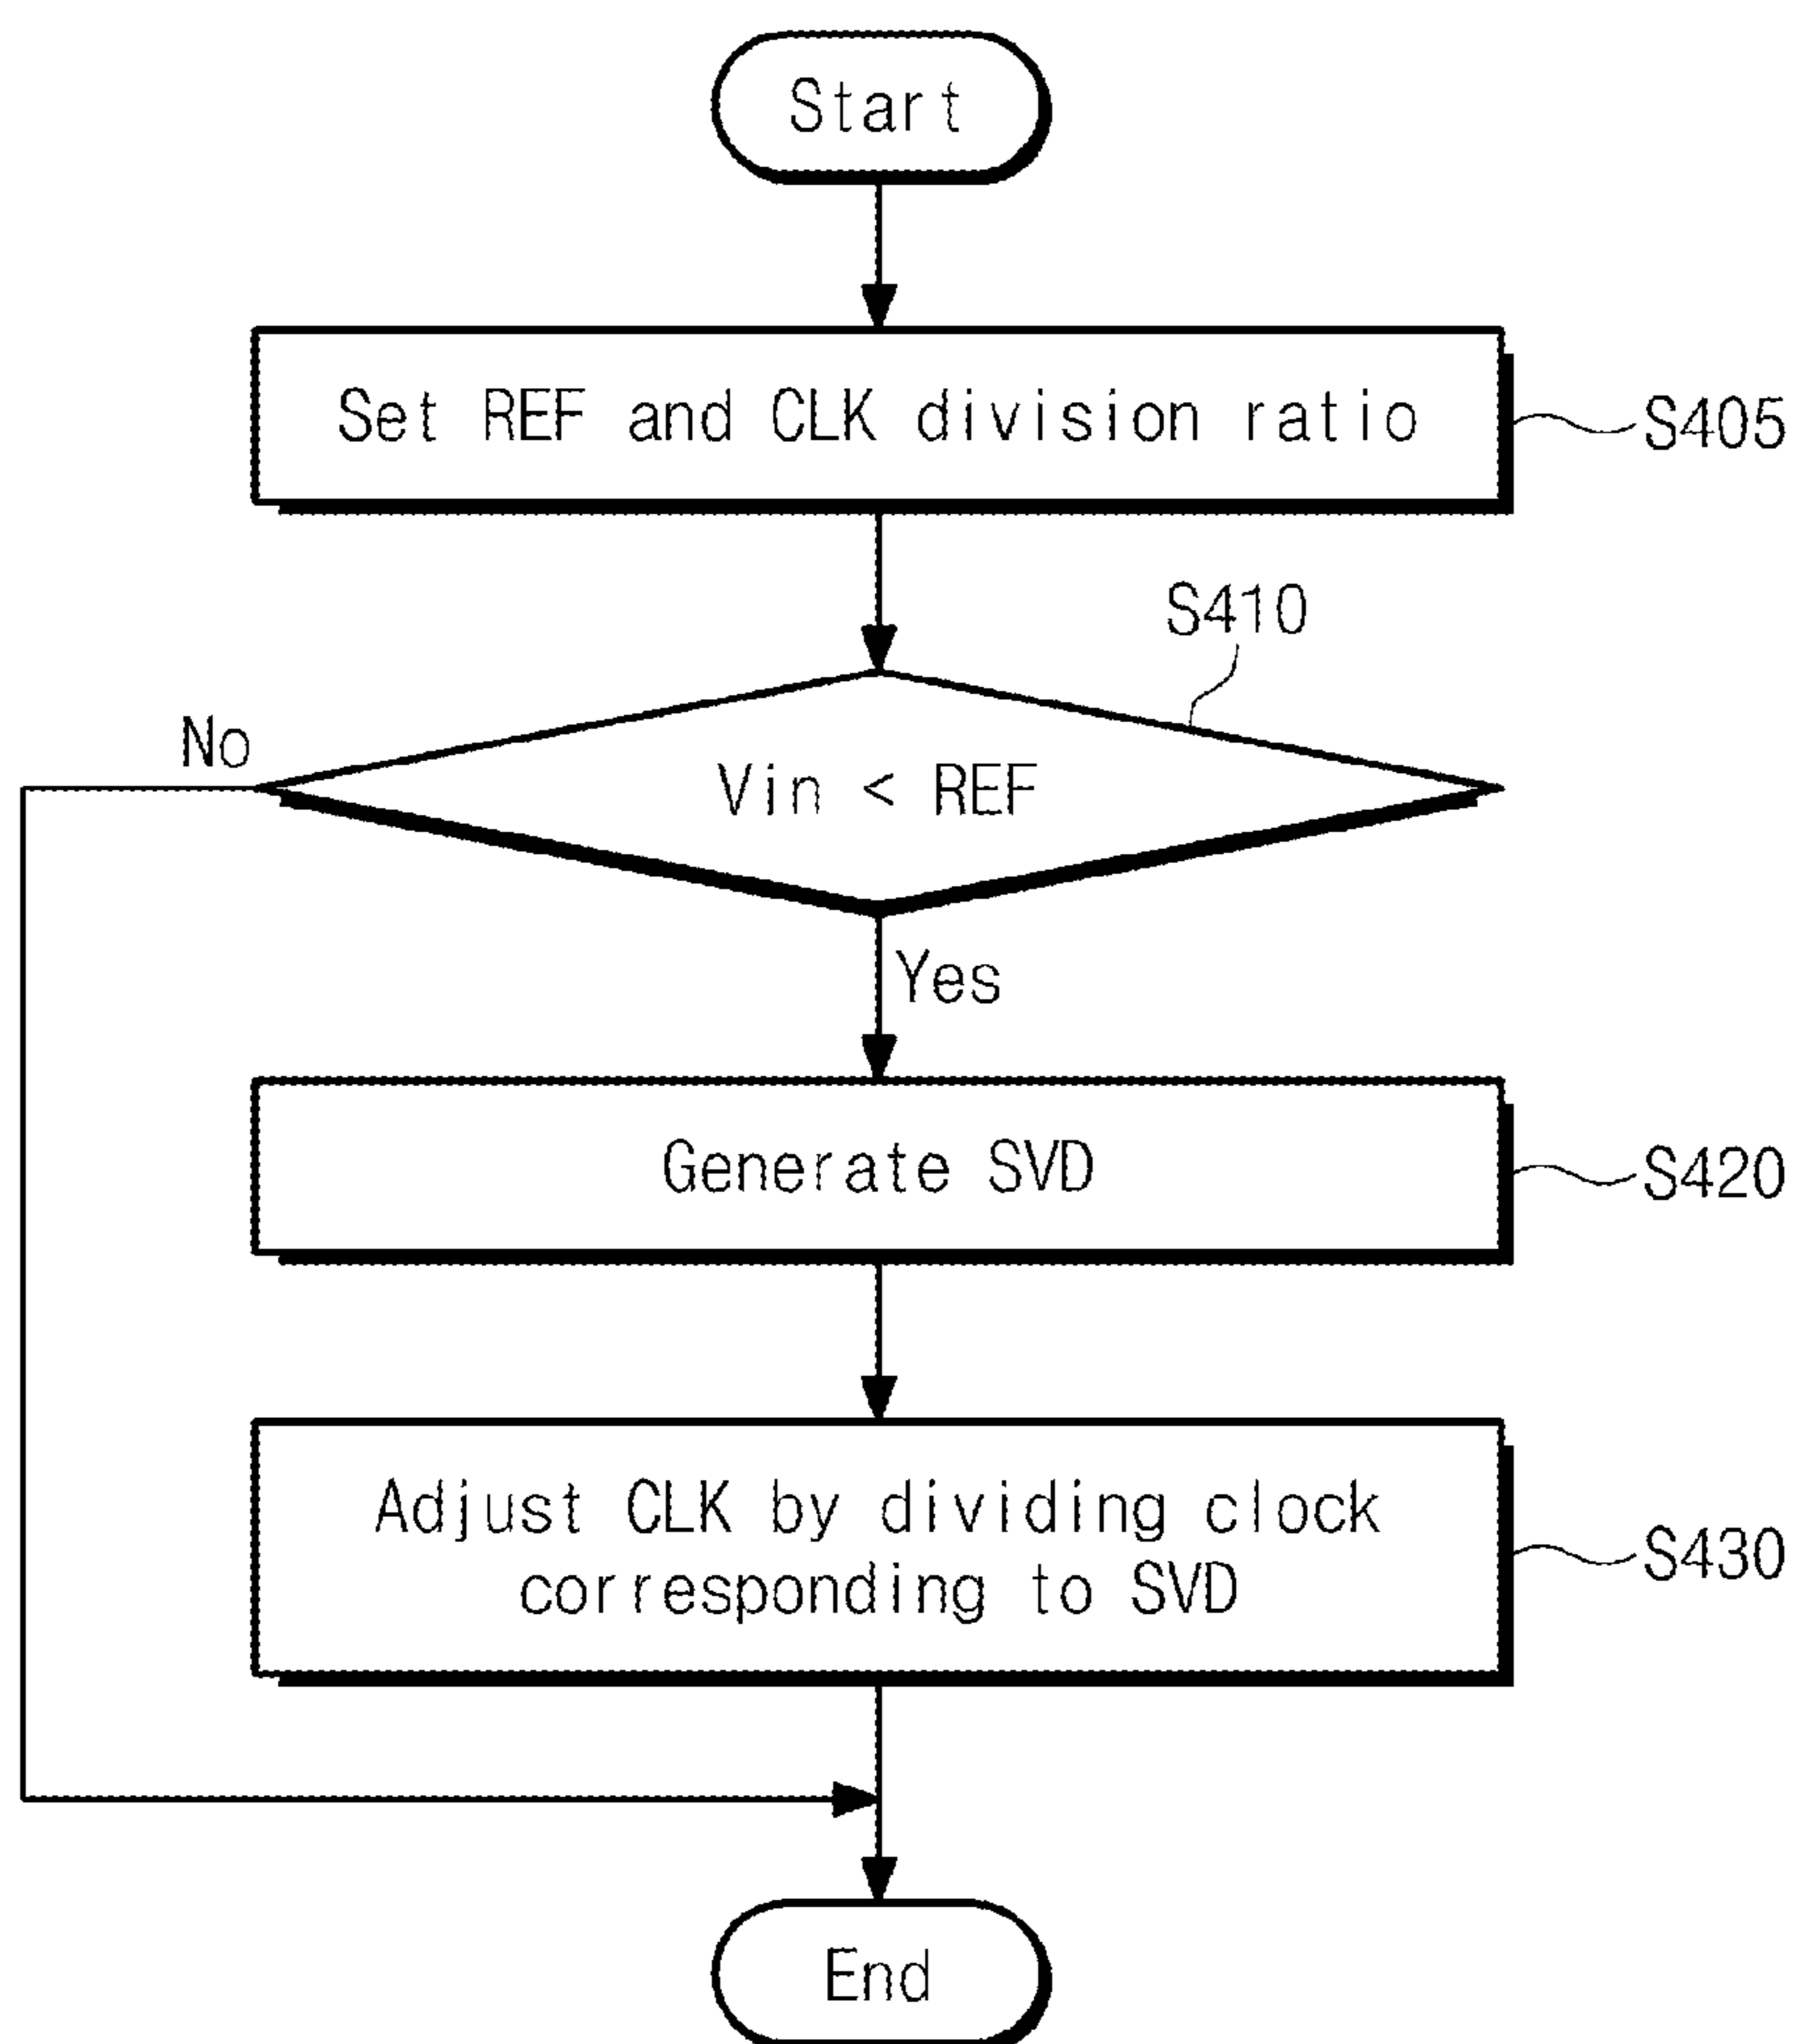 Start
Set REF and CLK division ratio
S405
S410
Vin < REF
No
Yes
Generate SVD
S420
Adjust CLK by dividing clock
corresponding to SVD
S430
End